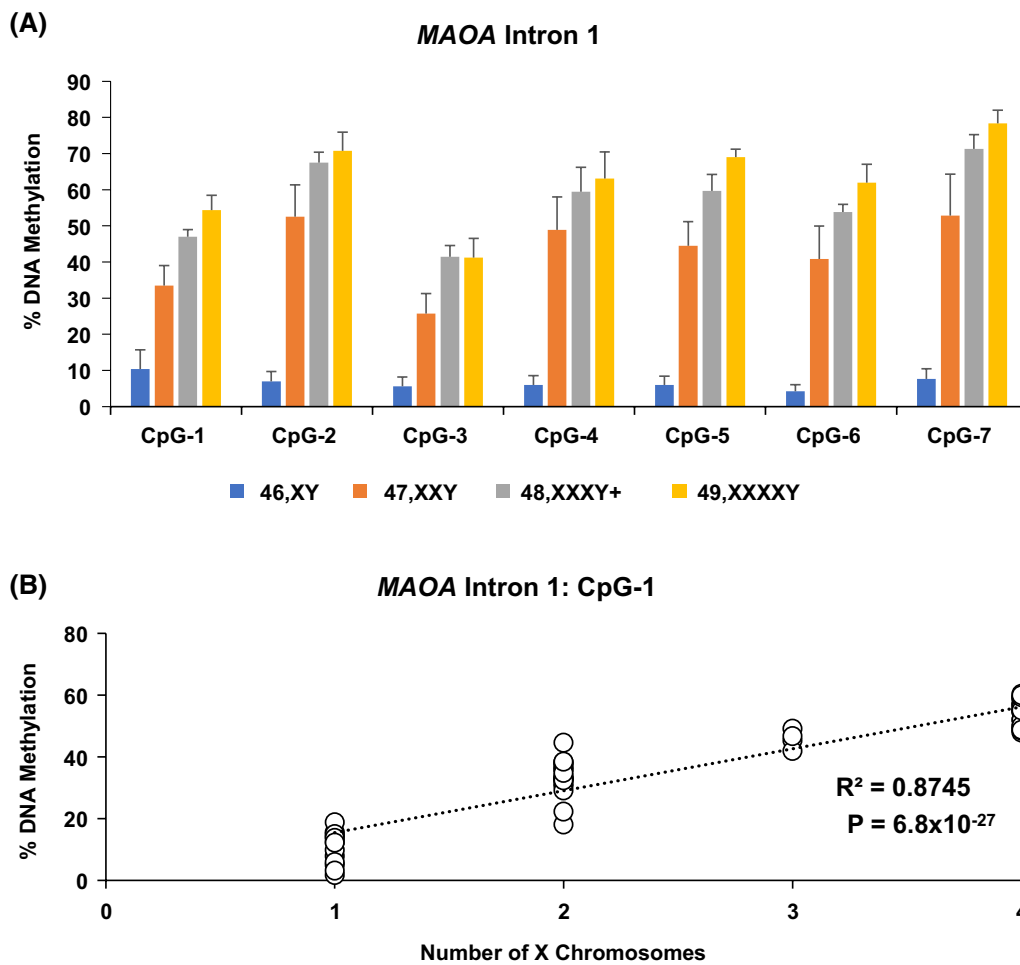 (A)
MAOA Intron 1
% DNA Methylation
90
80
70
60
50
40
30
20
10
0
CpG-1 CpG-2 CpG-3 CpG-4 CpG-5 CpG-6 CpG-7
46,XY 47,XXY 48,XXXY+ 49,XXXXY
(B)
MAOA Intron 1: CpG-1
% DNA Methylation
80
60
40
20
0
R² = 0.8745
P = 6.8x10⁻²⁷
0 1 2 3 4
Number of X Chromosomes